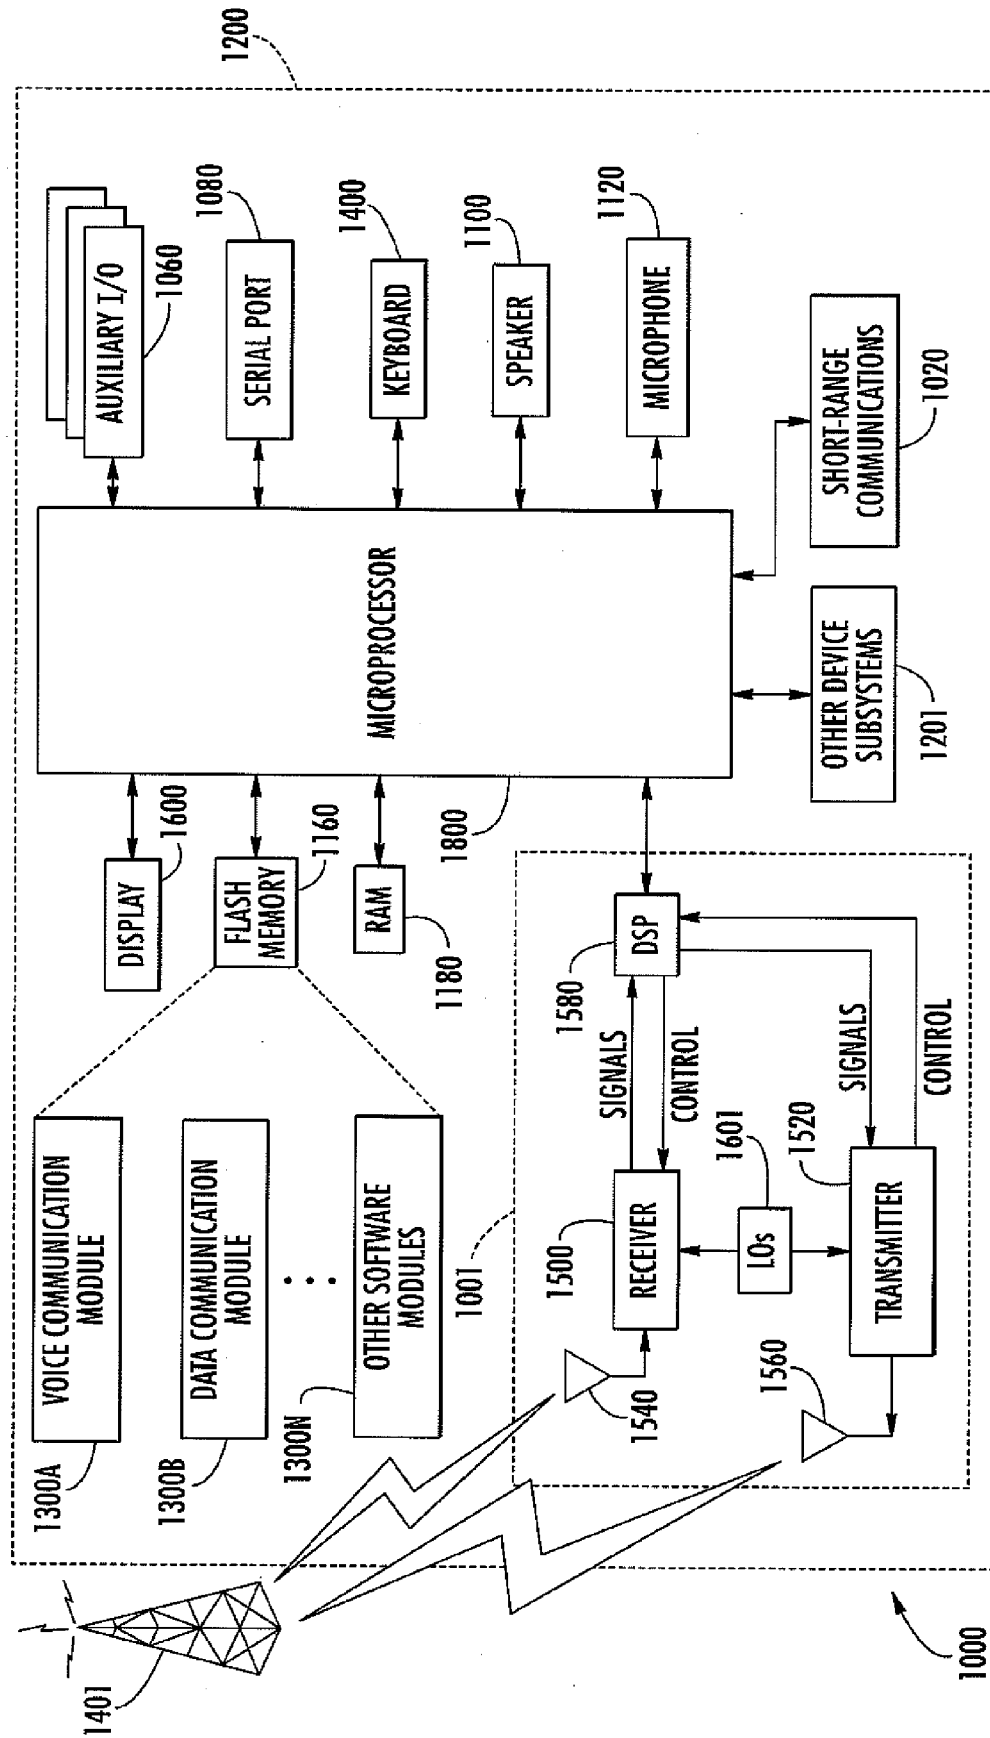 1401
1000
1200
1300A
VOICE COMMUNICATION
MODULE
1300B
DATA COMMUNICATION
MODULE
1300N
OTHER SOFTWARE
MODULES
DISPLAY
1600
FLASH
MEMORY
1160
RAM
1180
MICROPROCESSOR
1800
AUXILIARY I/O
1060
SERIAL PORT
1080
KEYBOARD
1400
SPEAKER
1100
MICROPHONE
1120
SHORT-RANGE
COMMUNICATIONS
1020
OTHER DEVICE
SUBSYSTEMS
1201
1001
1540
1500
RECEIVER
SIGNALS
CONTROL
1580
DSP
LOs
1601
1560
TRANSMITTER
1520
SIGNALS
CONTROL